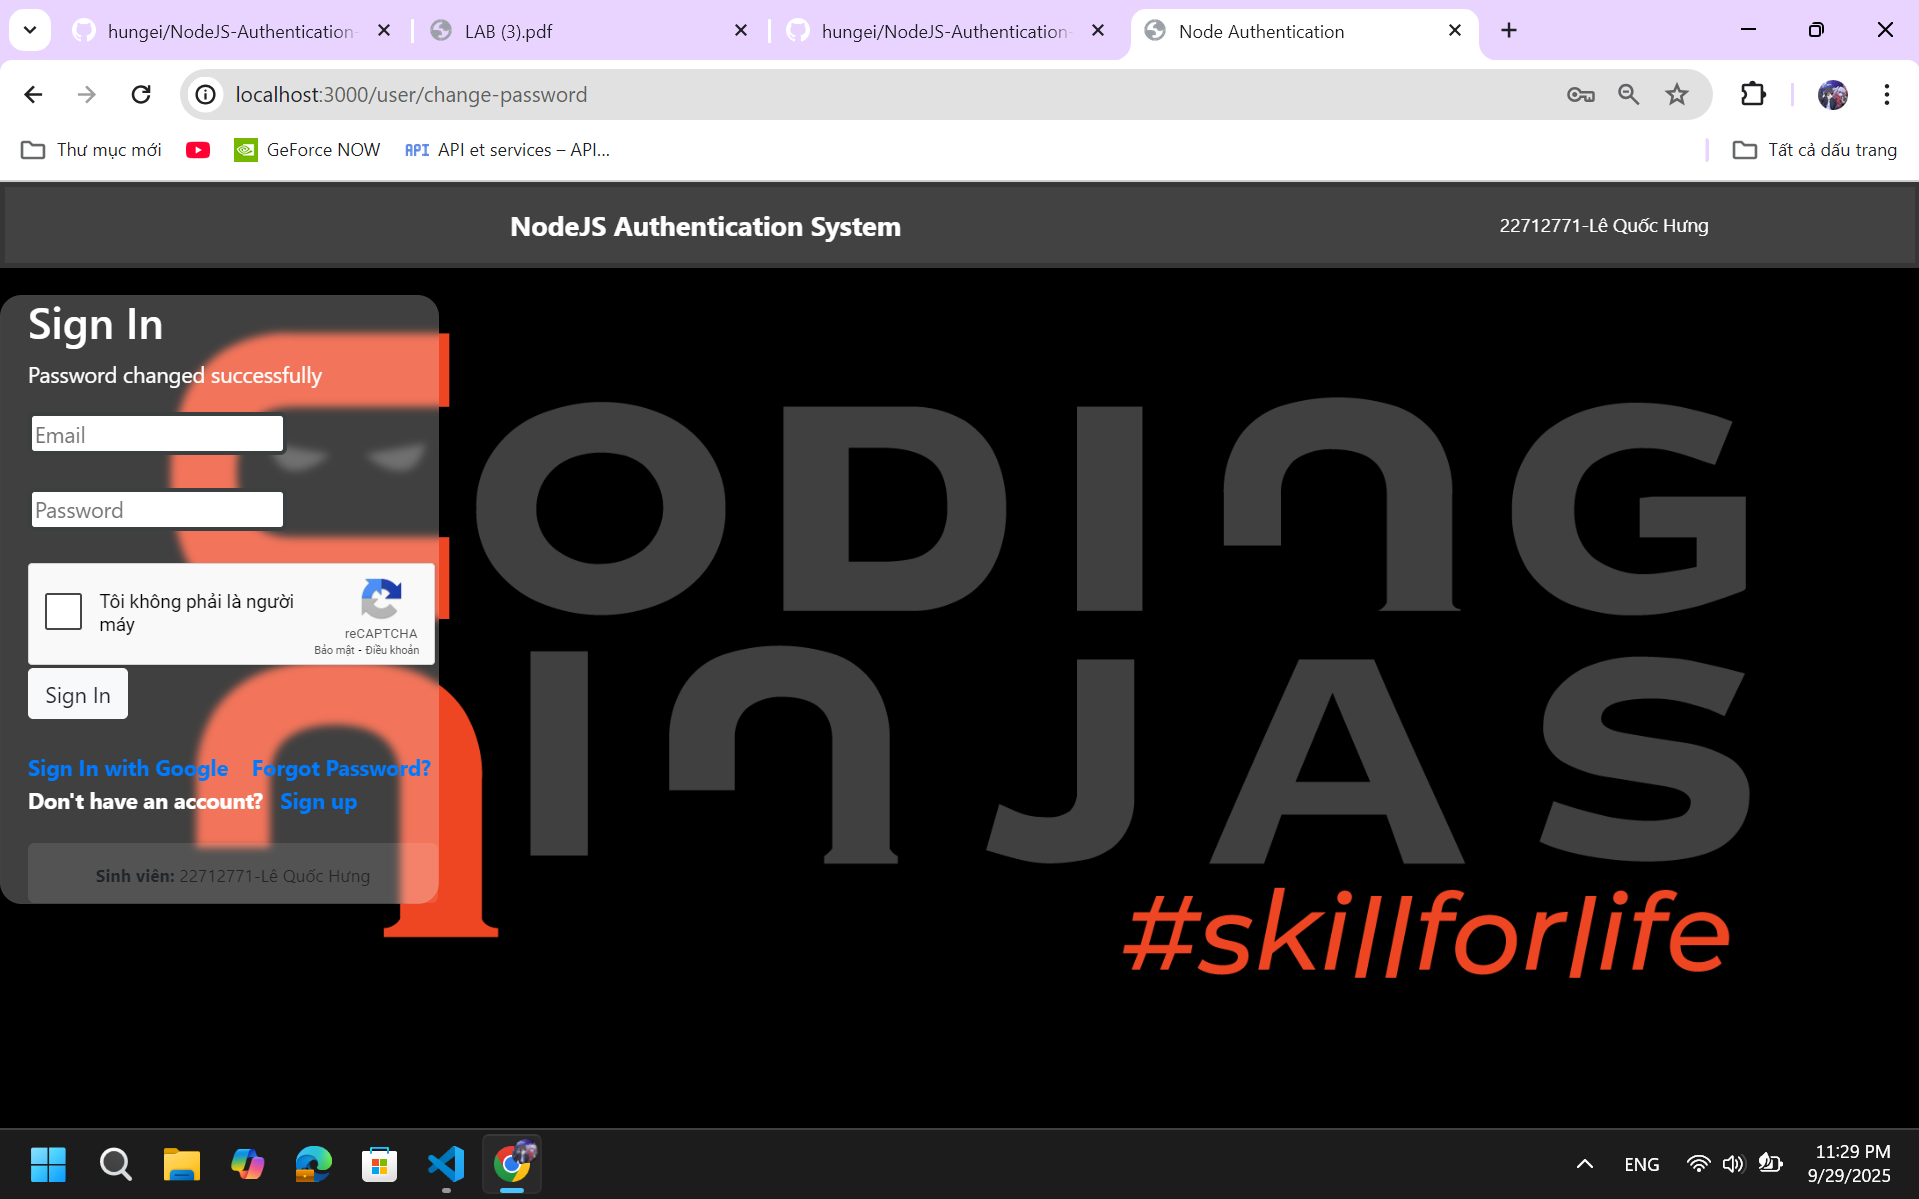 hungei/NodeJS-Authentication-
LAB (3).pdf
hungei/NodeJS-Authentication-
Node Authentication
localhost:3000/user/change-password
Thư mục mới
GeForce NOW
API
API et services – API...
Tất cả dấu trang
NodeJS Authentication System
22712771-Lê Quốc Hưng
Sign In
Password changed successfully
Email
Password
Tôi không phải là người
máy
reCAPTCHA
Bảo mật - Điều khoản
Sign In
Sign In with Google
Forgot Password?
Don't have an account?
Sign up
Sinh viên: 22712771-Lê Quốc Hưng
CODING
NINJAS
#skillforlife
ENG
11:29 PM
9/29/2025